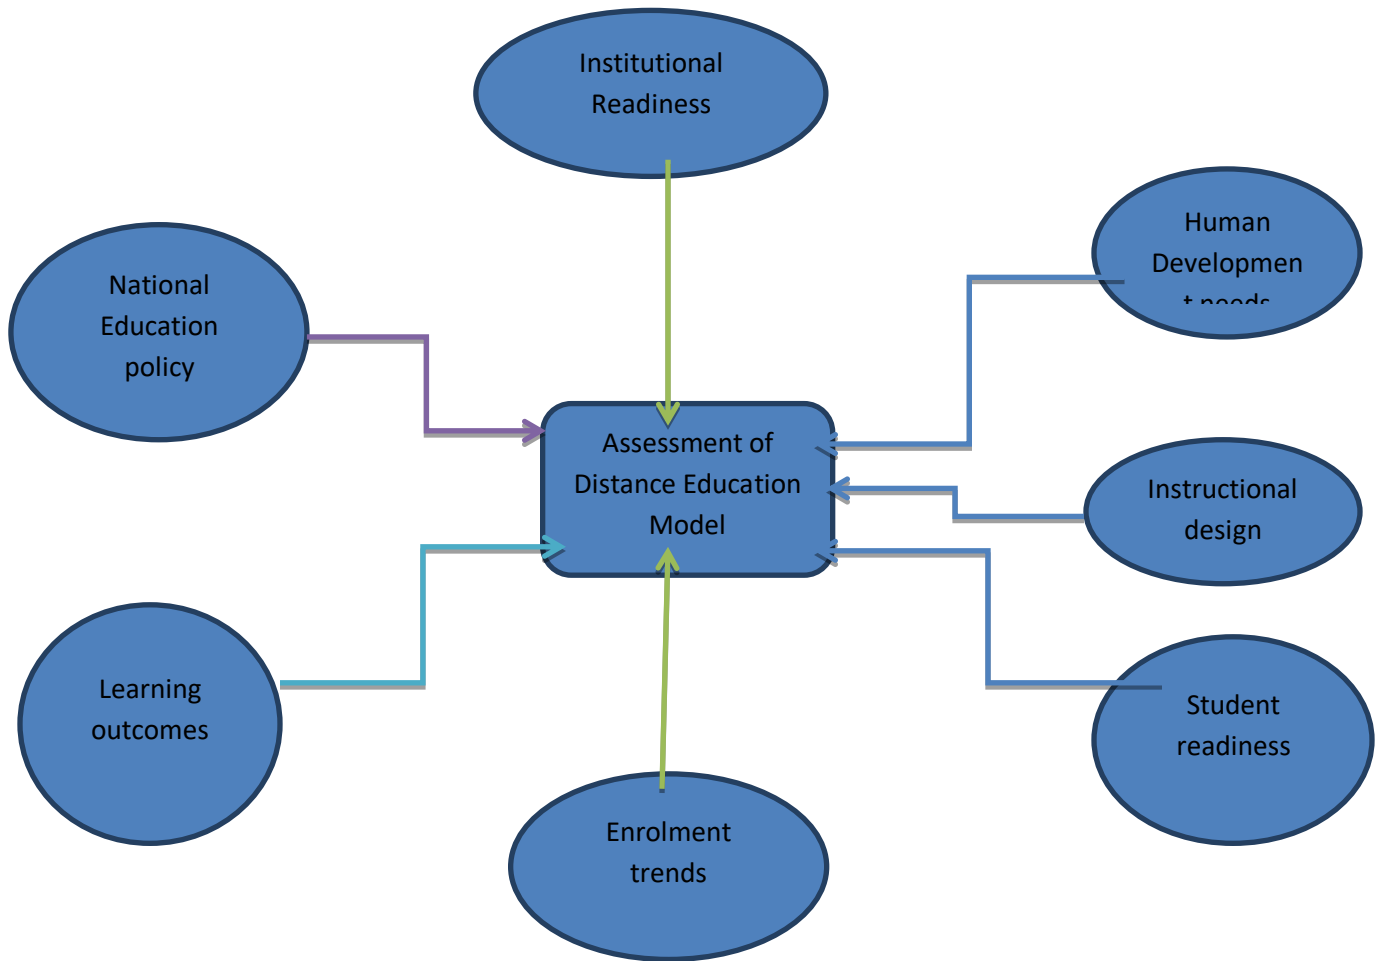 Institutional
Readiness
Human
Developmen
t needs
National
Education
policy
Assessment of
Distance Education
Model
Instructional
design
Learning
outcomes
Student
readiness
Enrolment
trends